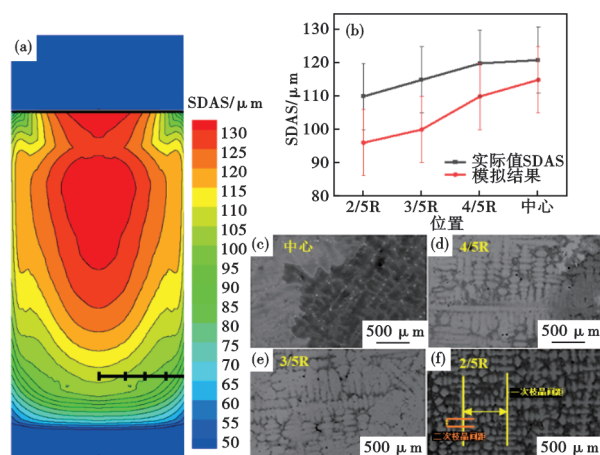 (a)
SDAS/μm
130
125
120
115
110
105
100
95
90
85
80
75
70
65
60
55
50
(b)
SDAS/μm
130
120
110
100
90
80
实际值SDAS
模拟结果
2/5R 3/5R 4/5R 中心
位置
(c) 中心
500 μm
(d) 4/5R
500 μm
(e) 3/5R
500 μm
(f) 2/5R
一次枝晶间距
二次枝晶间距
500 μm